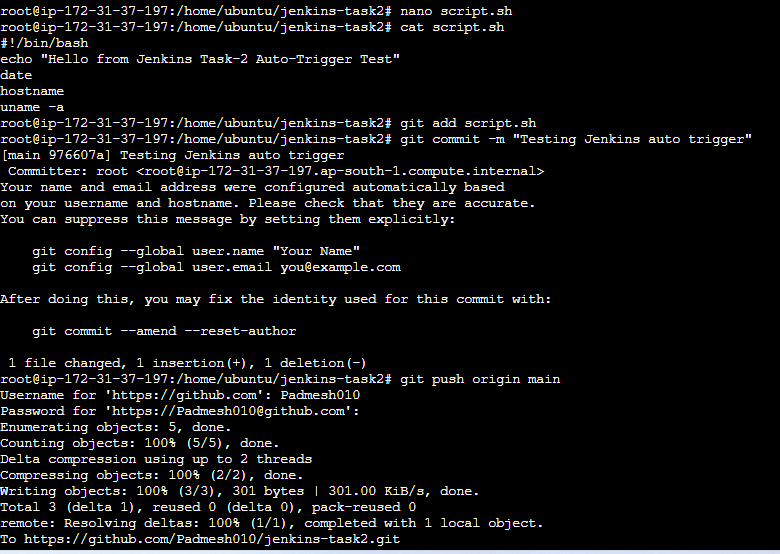 root@ip-172-31-37-197:/home/ubuntu/jenkins-task2# nano script.sh
root@ip-172-31-37-197:/home/ubuntu/jenkins-task2# cat script.sh
#!/bin/bash
echo "Hello from Jenkins Task-2 Auto-Trigger Test"
date
hostname
uname -a
root@ip-172-31-37-197:/home/ubuntu/jenkins-task2# git add script.sh
root@ip-172-31-37-197:/home/ubuntu/jenkins-task2# git commit -m "Testing Jenkins auto trigger"
[main 976607a] Testing Jenkins auto trigger
 Committer: root <root@ip-172-31-37-197.ap-south-1.compute.internal>
Your name and email address were configured automatically based
on your username and hostname. Please check that they are accurate.
You can suppress this message by setting them explicitly:

    git config --global user.name "Your Name"
    git config --global user.email you@example.com

After doing this, you may fix the identity used for this commit with:

    git commit --amend --reset-author

 1 file changed, 1 insertion(+), 1 deletion(-)
root@ip-172-31-37-197:/home/ubuntu/jenkins-task2# git push origin main
Username for 'https://github.com': Padmesh010
Password for 'https://Padmesh010@github.com':
Enumerating objects: 5, done.
Counting objects: 100% (5/5), done.
Delta compression using up to 2 threads
Compressing objects: 100% (2/2), done.
Writing objects: 100% (3/3), 301 bytes | 301.00 KiB/s, done.
Total 3 (delta 1), reused 0 (delta 0), pack-reused 0
remote: Resolving deltas: 100% (1/1), completed with 1 local object.
To https://github.com/Padmesh010/jenkins-task2.git